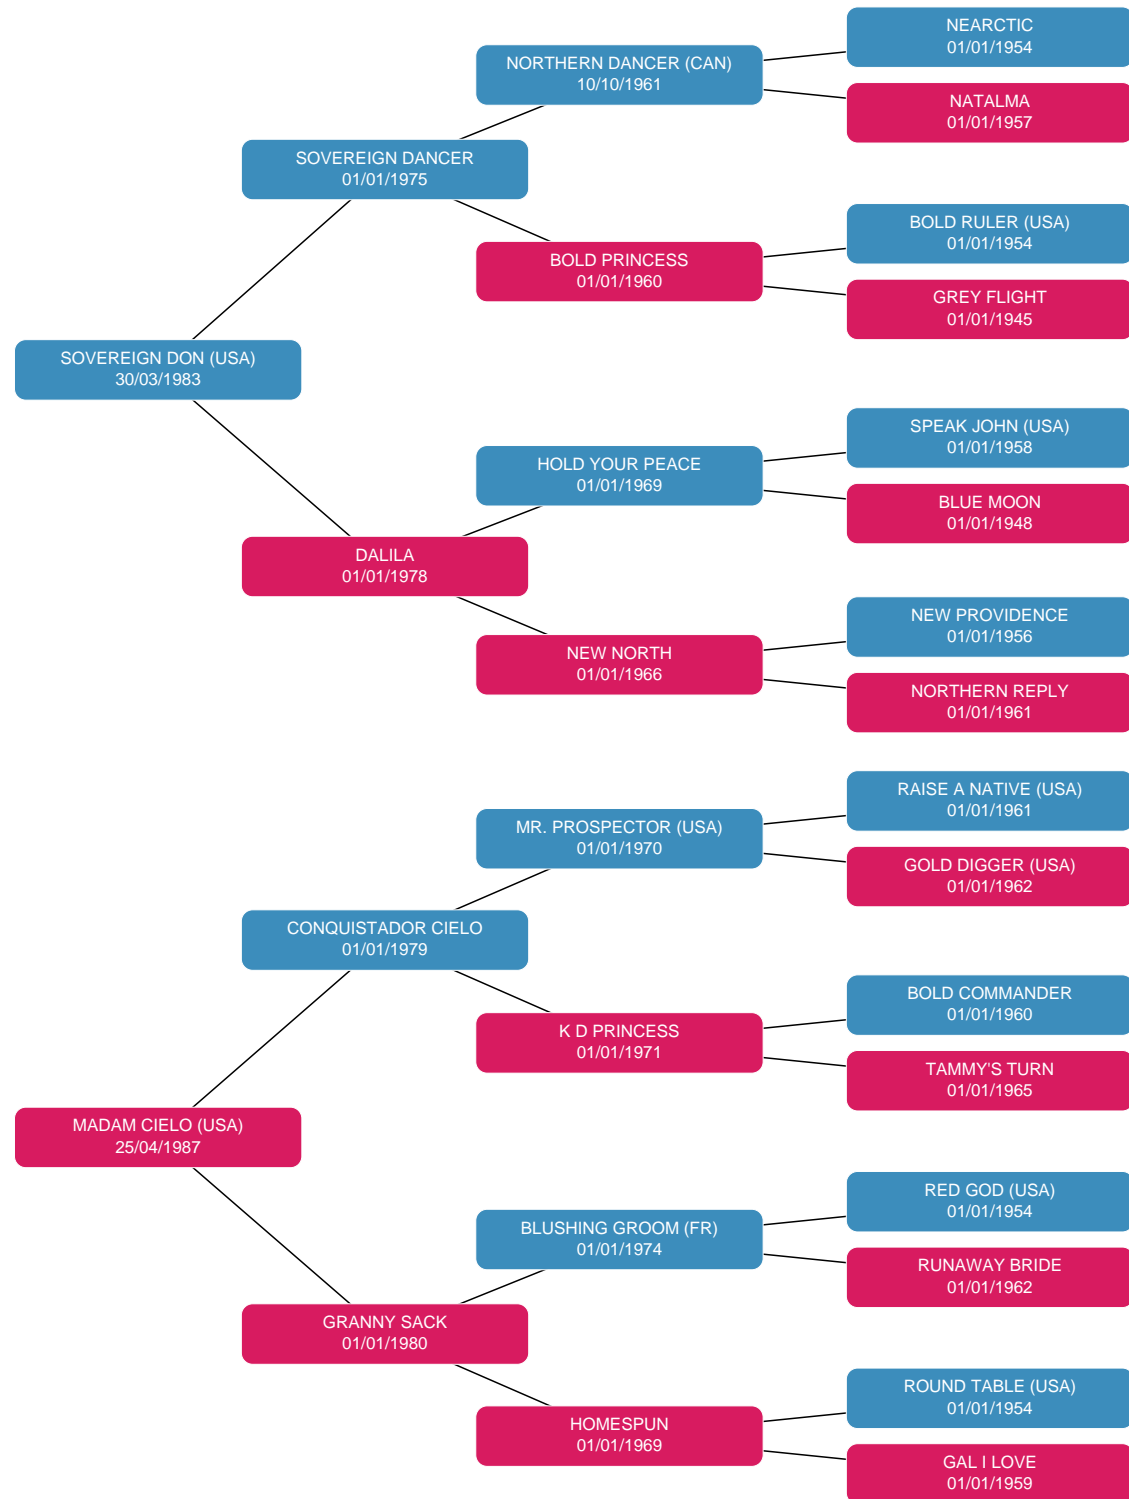 NEARCTIC
01/01/1954
NORTHERN DANCER (CAN)
10/10/1961
NATALMA
01/01/1957
SOVEREIGN DANCER
01/01/1975
BOLD RULER (USA)
01/01/1954
BOLD PRINCESS
01/01/1960
GREY FLIGHT
01/01/1945
SOVEREIGN DON (USA)
30/03/1983
SPEAK JOHN (USA)
01/01/1958
HOLD YOUR PEACE
01/01/1969
BLUE MOON
01/01/1948
DALILA
01/01/1978
NEW PROVIDENCE
01/01/1956
NEW NORTH
01/01/1966
NORTHERN REPLY
01/01/1961
RAISE A NATIVE (USA)
01/01/1961
MR. PROSPECTOR (USA)
01/01/1970
GOLD DIGGER (USA)
01/01/1962
CONQUISTADOR CIELO
01/01/1979
BOLD COMMANDER
01/01/1960
K D PRINCESS
01/01/1971
TAMMY'S TURN
01/01/1965
MADAM CIELO (USA)
25/04/1987
RED GOD (USA)
01/01/1954
BLUSHING GROOM (FR)
01/01/1974
RUNAWAY BRIDE
01/01/1962
GRANNY SACK
01/01/1980
ROUND TABLE (USA)
01/01/1954
HOMESPUN
01/01/1969
GAL I LOVE
01/01/1959